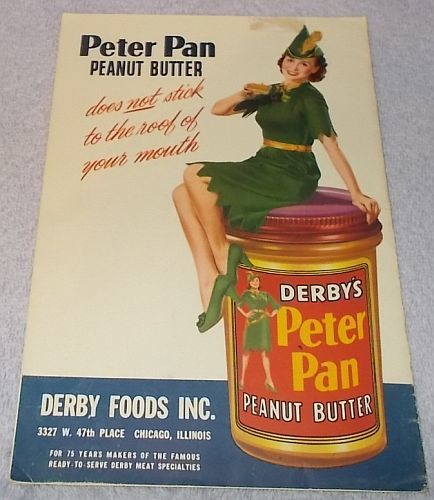 Peter Pan
PEANUT BUTTER
does not stick
to the roof of
your mouth
DERBY'S
Peter
Pan
PEANUT BUTTER
DERBY FOODS INC.
3327 W. 47th PLACE CHICAGO, ILLINOIS
FOR 75 YEARS MAKERS OF THE FAMOUS
READY-TO-SERVE DERBY MEAT SPECIALTIES